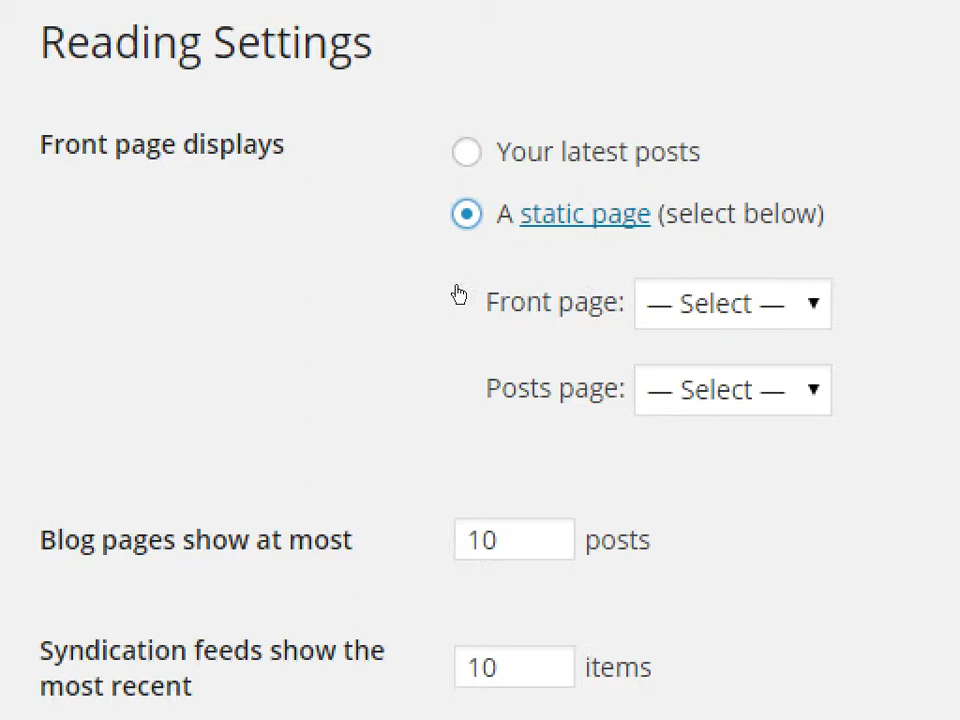 Reading Settings
Front page displays
Your latest posts
A static page (select below)
Front page: — Select —
Posts page: — Select —
Blog pages show at most 10 posts
Syndication feeds show the
most recent
10 items